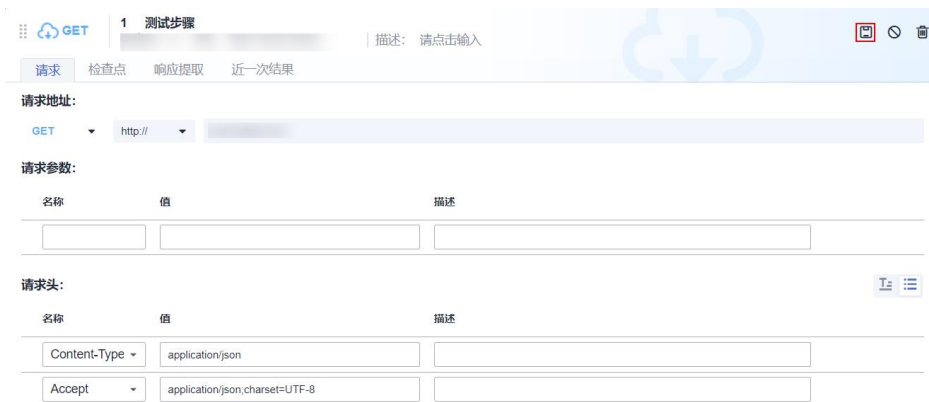 GET 1 测试步骤
描述: 请点击输入
请求 检查点 响应提取 近一次结果
请求地址:
GET http://
请求参数:
名称 值 描述
请求头:
名称 值 描述
Content-Type application/json
Accept application/json;charset=UTF-8